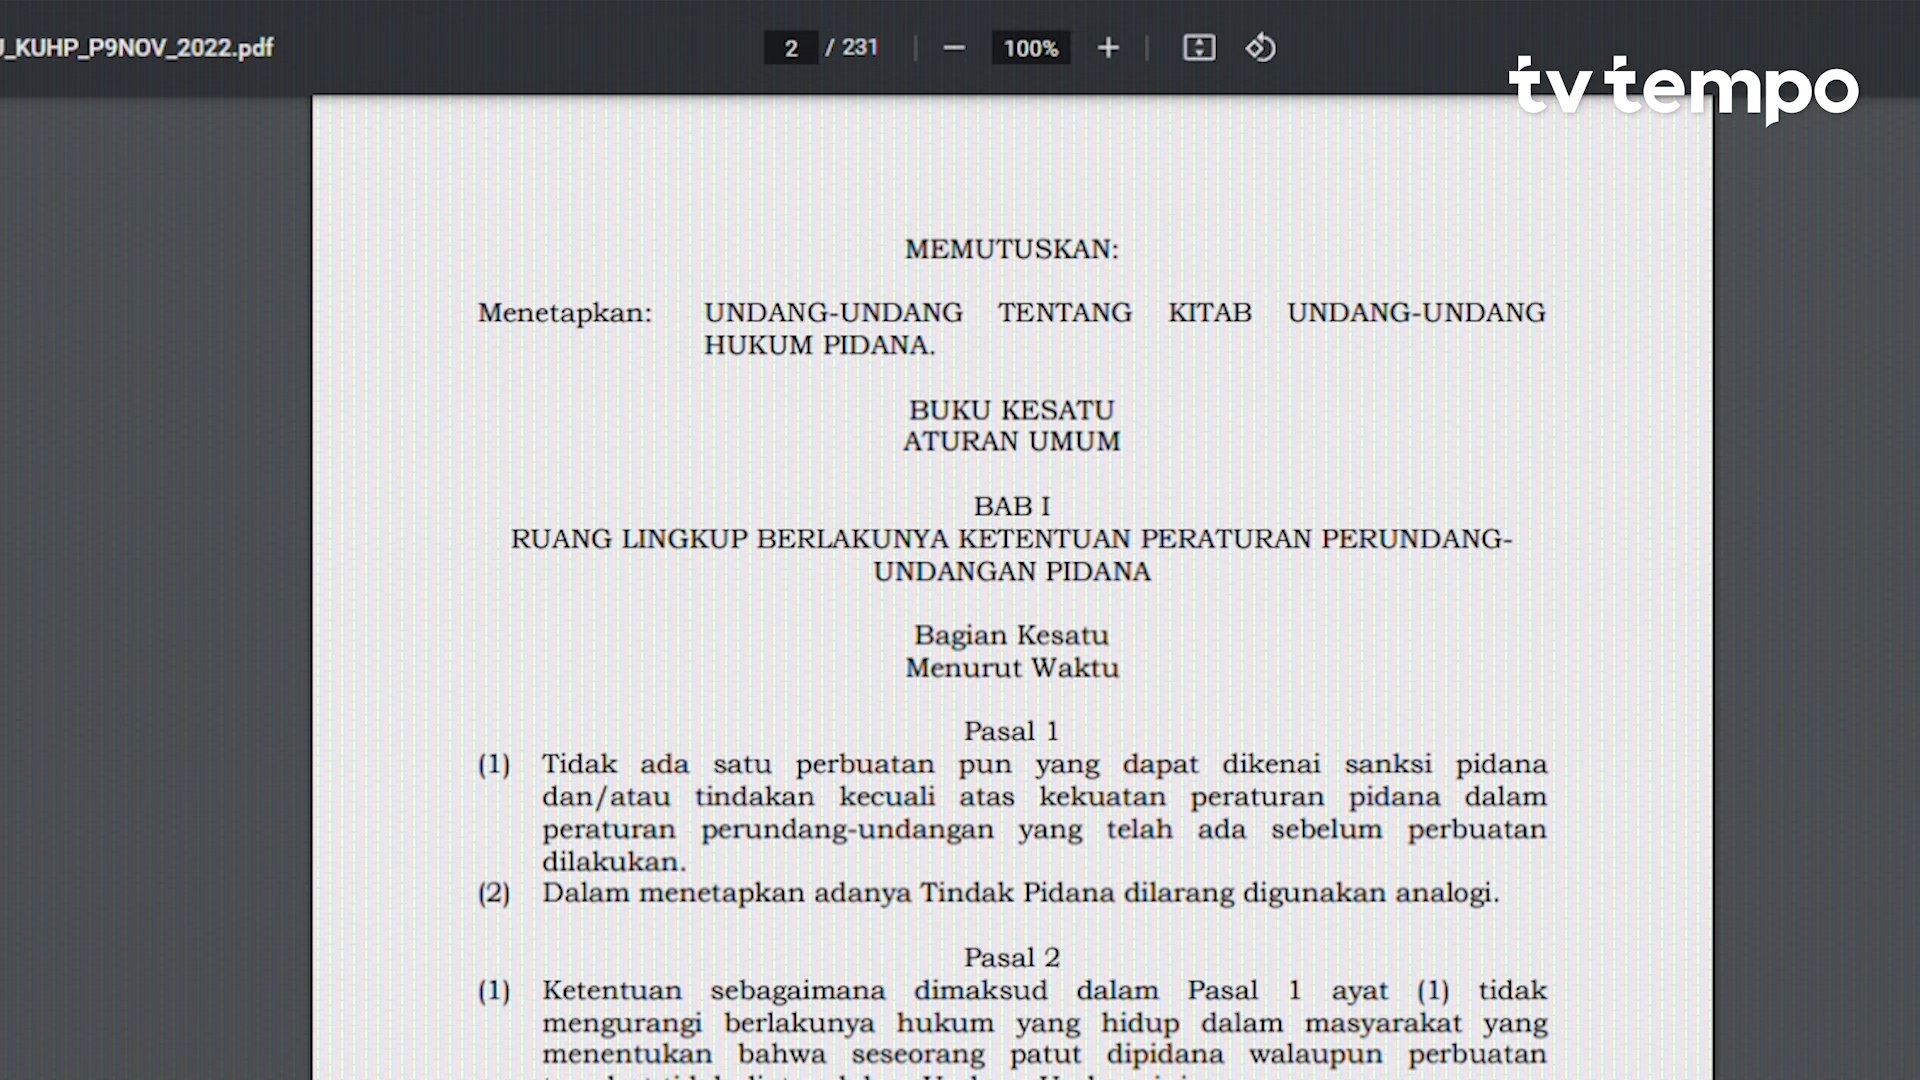 _KUHP_P9NOV_2022.pdf
2 / 231
100%
tv tempo
MEMUTUSKAN:
Menetapkan: UNDANG-UNDANG TENTANG KITAB UNDANG-UNDANG
HUKUM PIDANA.
BUKU KESATU
ATURAN UMUM
BAB I
RUANG LINGKUP BERLAKUNYA KETENTUAN PERATURAN PERUNDANG-
UNDANGAN PIDANA
Bagian Kesatu
Menurut Waktu
Pasal 1
(1) Tidak ada satu perbuatan pun yang dapat dikenai sanksi pidana
dan/atau tindakan kecuali atas kekuatan peraturan pidana dalam
peraturan perundang-undangan yang telah ada sebelum perbuatan
dilakukan.
(2) Dalam menetapkan adanya Tindak Pidana dilarang digunakan analogi.
Pasal 2
(1) Ketentuan sebagaimana dimaksud dalam Pasal 1 ayat (1) tidak
mengurangi berlakunya hukum yang hidup dalam masyarakat yang
menentukan bahwa seseorang patut dipidana walaupun perbuatan